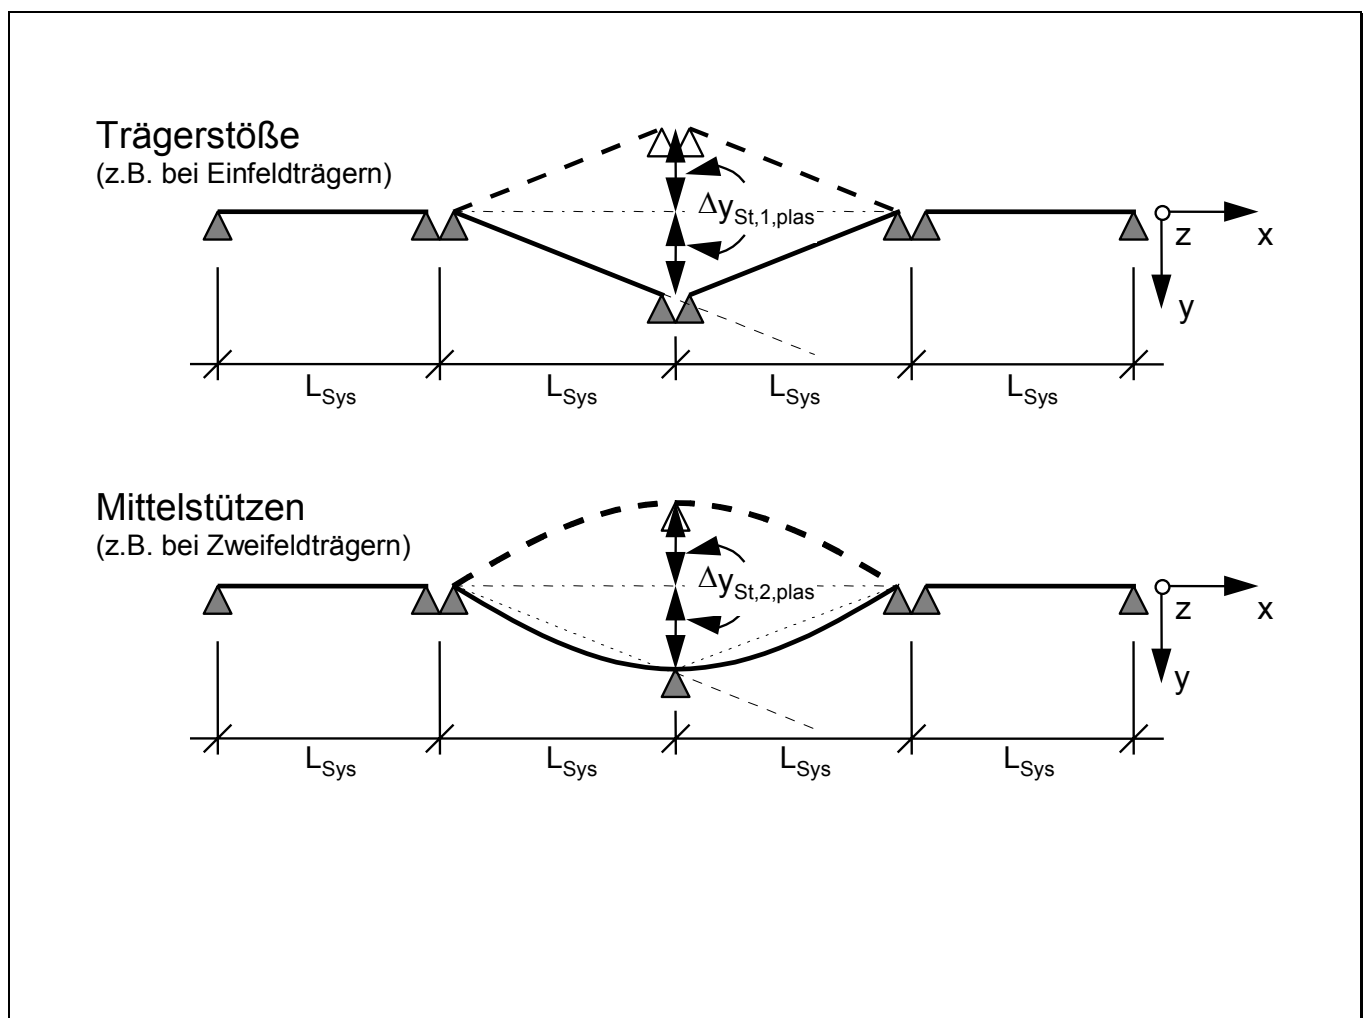 Trägerstöße
(z.B. bei Einfeldträgern)
Δy_St,1,plas
z
x
y
L_Sys
L_Sys
L_Sys
L_Sys
Mittelstützen
(z.B. bei Zweifeldträgern)
Δy_St,2,plas
z
x
y
L_Sys
L_Sys
L_Sys
L_Sys